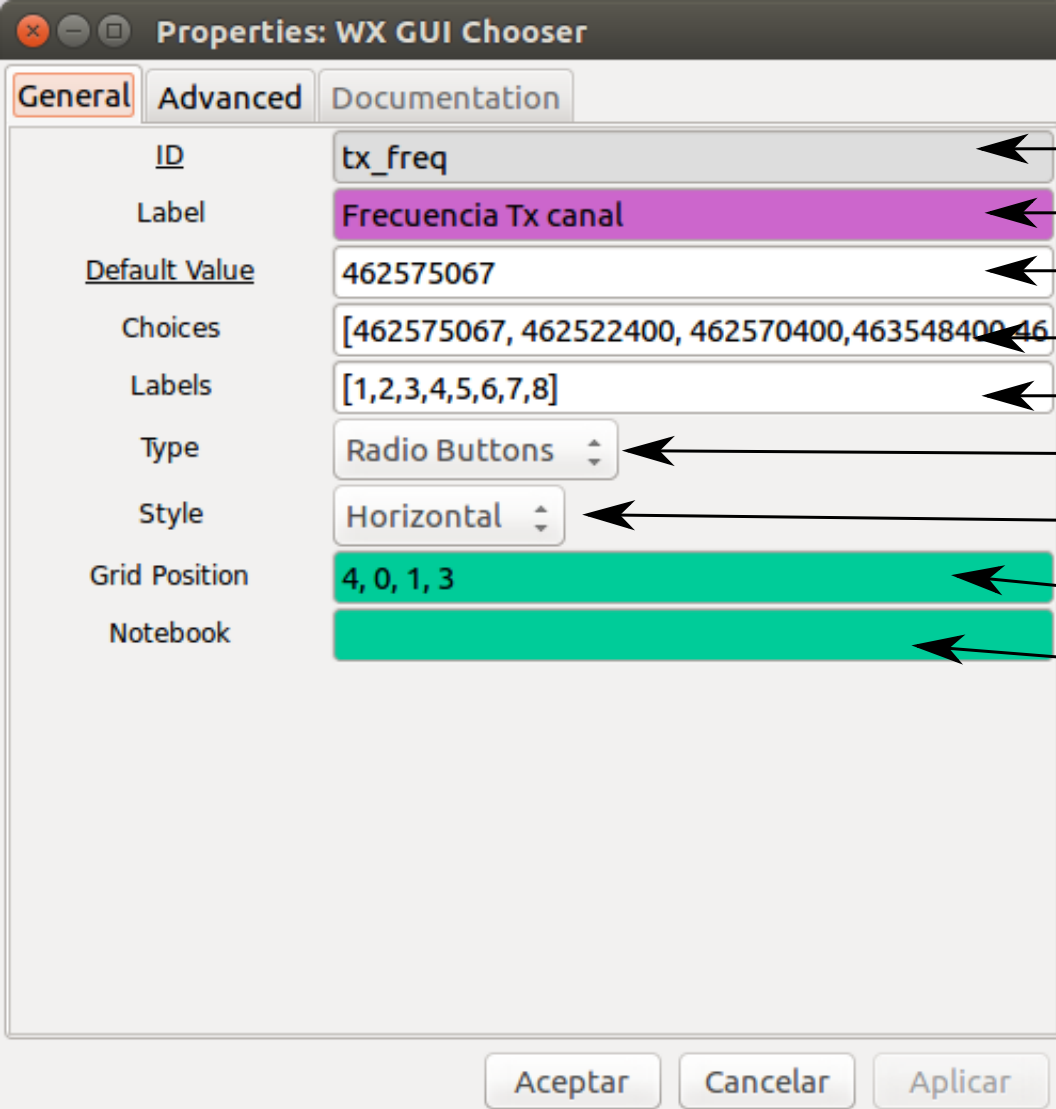 Properties: WX GUI Chooser
General Advanced Documentation
ID tx_freq
Label Frecuencia Tx canal
Default Value 462575067
Choices [462575067, 462522400, 462570400,463548400,46
Labels [1,2,3,4,5,6,7,8]
Type Radio Buttons
Style Horizontal
Grid Position 4, 0, 1, 3
Notebook
Aceptar Cancelar Aplicar